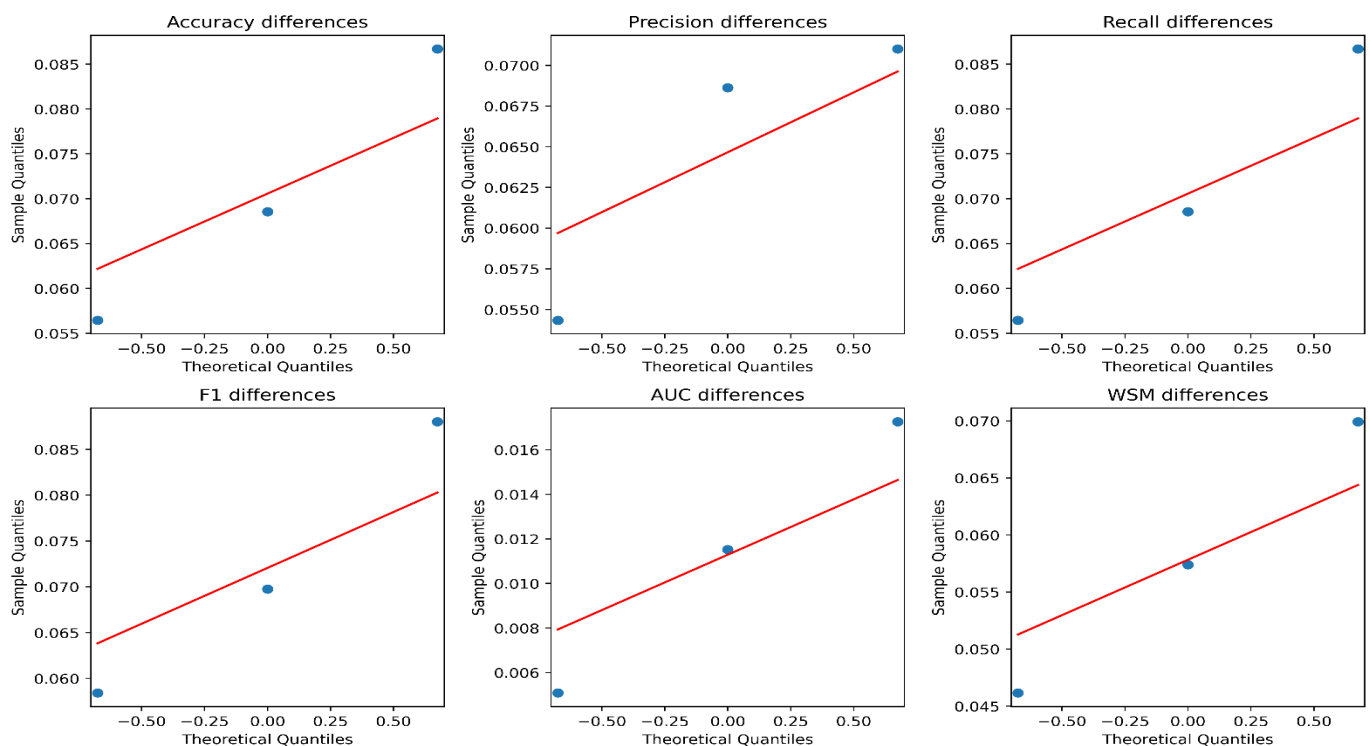 Accuracy differences
Sample Quantiles
0.085
0.080
0.075
0.070
0.065
0.060
0.055
−0.50 −0.25 0.00 0.25 0.50
Theoretical Quantiles
Precision differences
Sample Quantiles
0.0700
0.0675
0.0650
0.0625
0.0600
0.0575
0.0550
−0.50 −0.25 0.00 0.25 0.50
Theoretical Quantiles
Recall differences
Sample Quantiles
0.085
0.080
0.075
0.070
0.065
0.060
0.055
−0.50 −0.25 0.00 0.25 0.50
Theoretical Quantiles
F1 differences
Sample Quantiles
0.085
0.080
0.075
0.070
0.065
0.060
−0.50 −0.25 0.00 0.25 0.50
Theoretical Quantiles
AUC differences
Sample Quantiles
0.016
0.014
0.012
0.010
0.008
0.006
−0.50 −0.25 0.00 0.25 0.50
Theoretical Quantiles
WSM differences
Sample Quantiles
0.070
0.065
0.060
0.055
0.050
0.045
−0.50 −0.25 0.00 0.25 0.50
Theoretical Quantiles